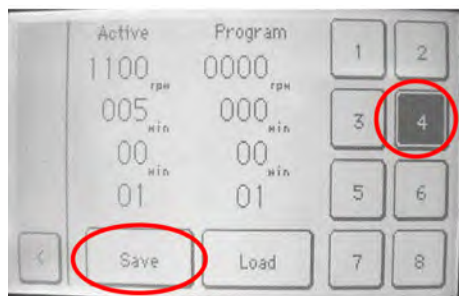 Active Program
1100 rpm 0000 rpm
005 min 000 min
00 min 00 min
01 01
1 2
3 4
5 6
7 8
< Save Load